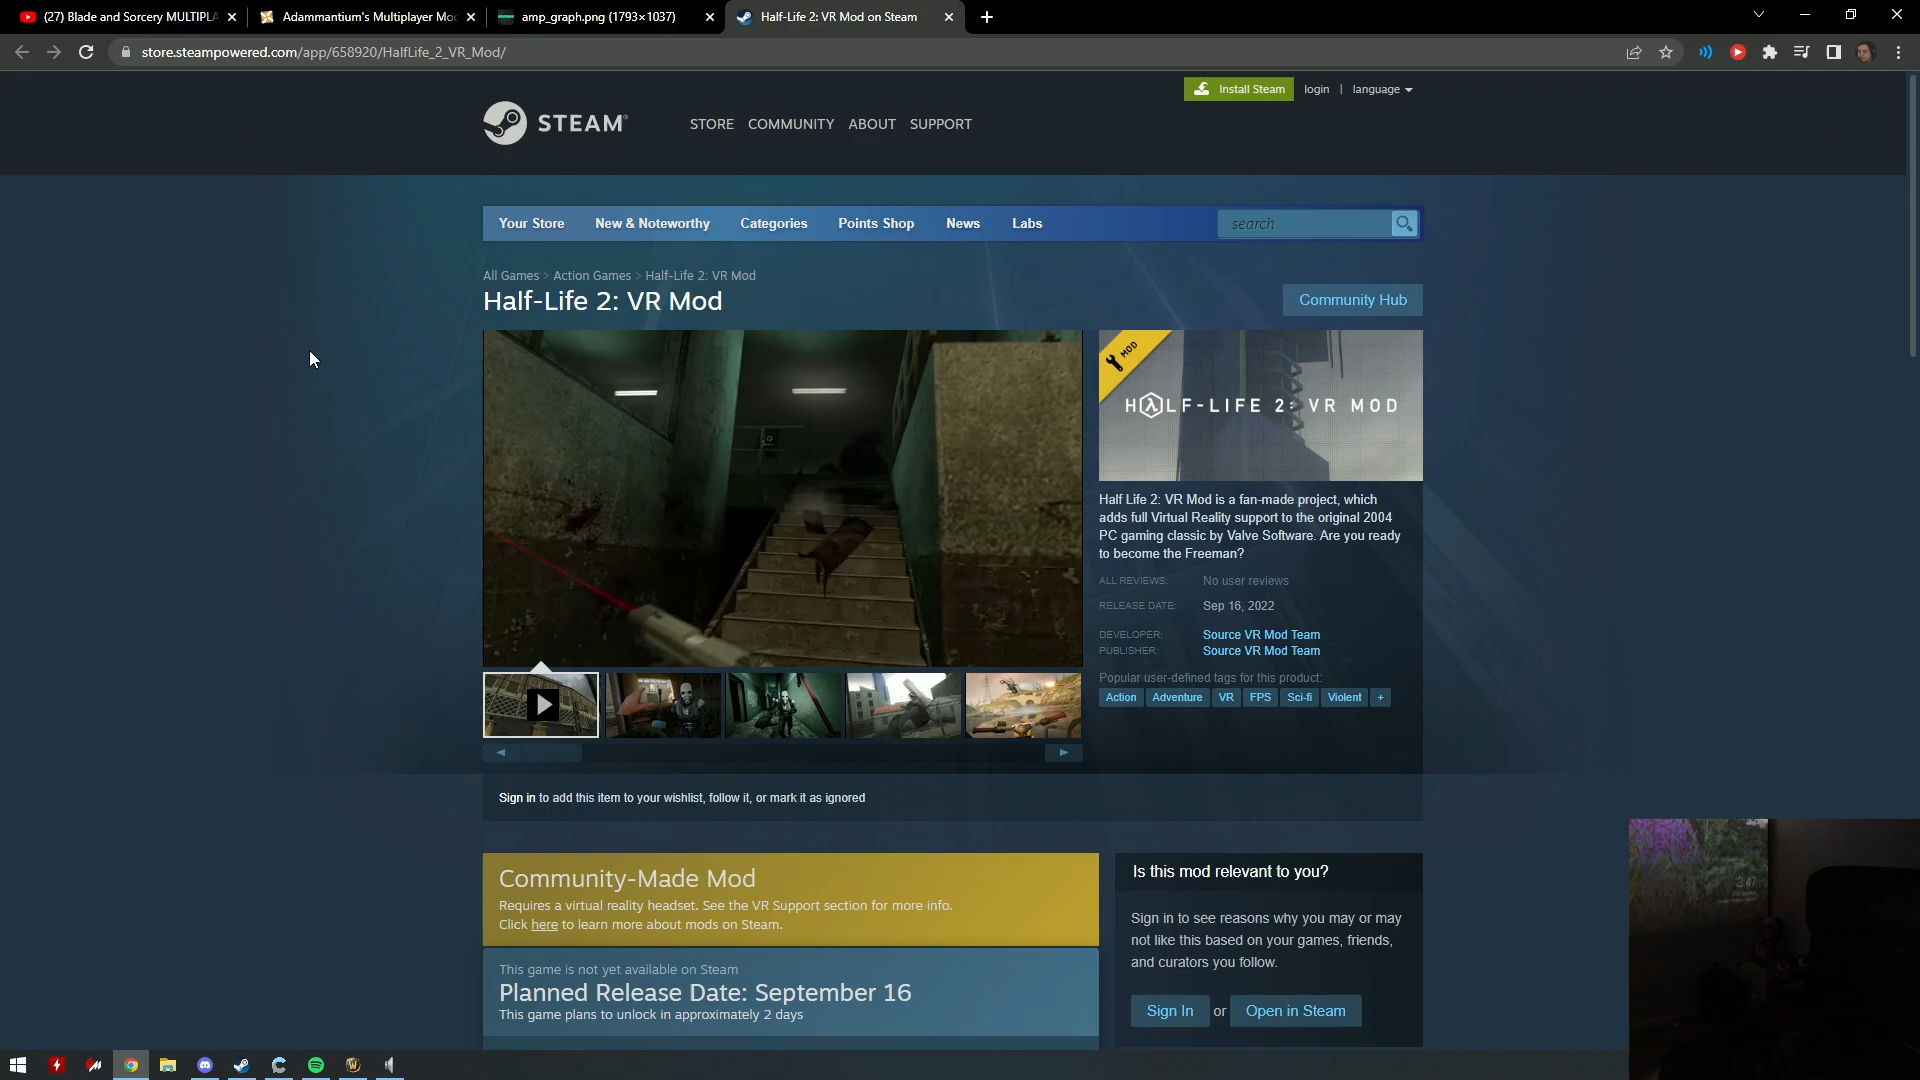 (27) Blade and Sorcery MULTIPLA
Adammantium's Multiplayer Mod
amp_graph.png (1793×1037)
Half-Life 2: VR Mod on Steam
store.steampowered.com/app/658920/HalfLife_2_VR_Mod/
Install Steam
login | language
STEAM
STORE COMMUNITY ABOUT SUPPORT
Your Store New & Noteworthy Categories Points Shop News Labs
search
All Games > Action Games > Half-Life 2: VR Mod
Half-Life 2: VR Mod
Community Hub
MOD
HλLF-LIFE 2: VR MOD
Half Life 2: VR Mod is a fan-made project, which
adds full Virtual Reality support to the original 2004
PC gaming classic by Valve Software. Are you ready
to become the Freeman?
ALL REVIEWS: No user reviews
RELEASE DATE: Sep 16, 2022
DEVELOPER: Source VR Mod Team
PUBLISHER: Source VR Mod Team
Popular user-defined tags for this product:
Action Adventure VR FPS Sci-fi Violent +
Sign in to add this item to your wishlist, follow it, or mark it as ignored
Community-Made Mod
Requires a virtual reality headset. See the VR Support section for more info.
Click here to learn more about mods on Steam.
This game is not yet available on Steam
Planned Release Date: September 16
This game plans to unlock in approximately 2 days
Is this mod relevant to you?
Sign in to see reasons why you may or may
not like this based on your games, friends,
and curators you follow.
Sign In or Open in Steam
3:47